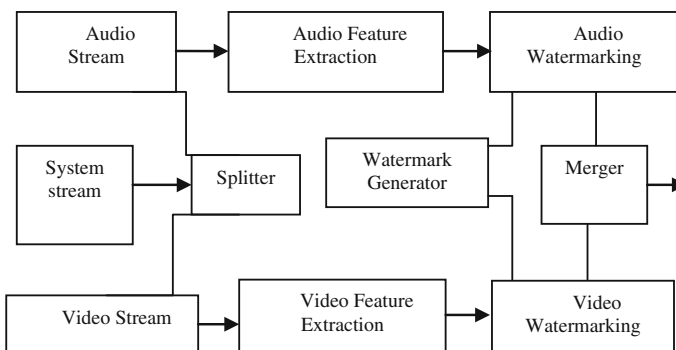 Audio
Stream
Audio Feature
Extraction
Audio
Watermarking
System
stream
Splitter
Watermark
Generator
Merger
Video Stream
Video Feature
Extraction
Video
Watermarking